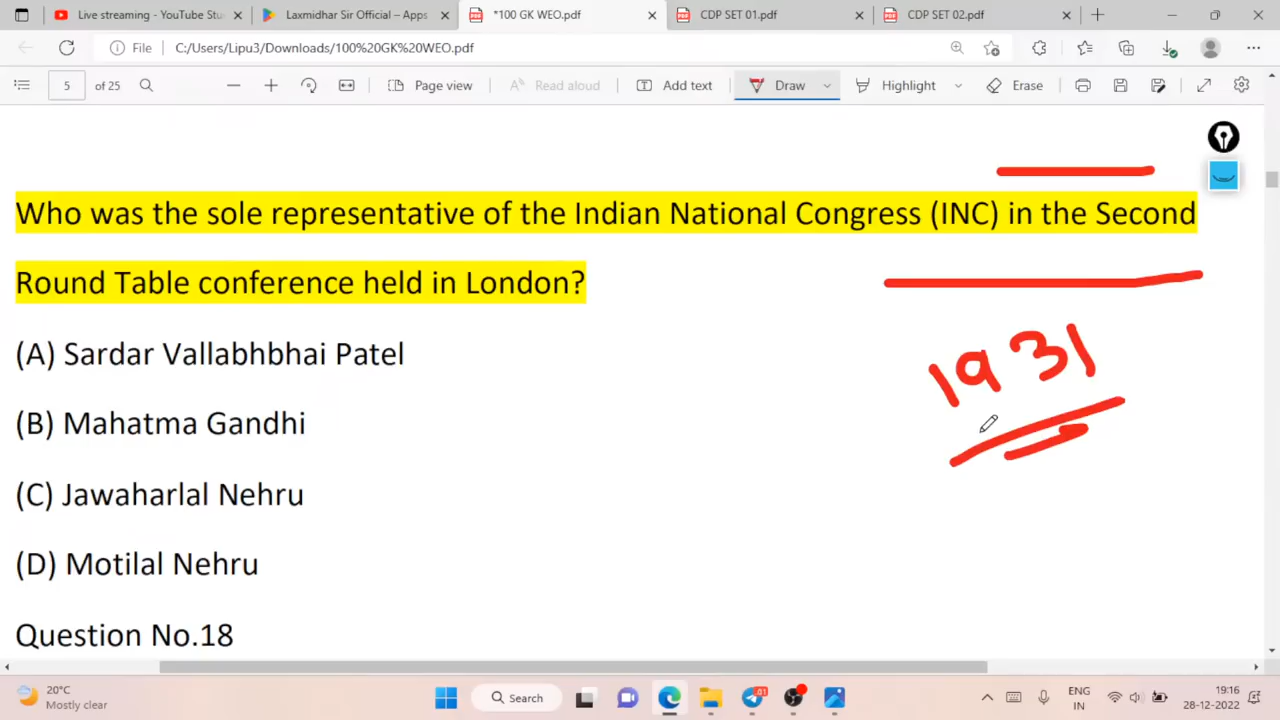 Live streaming - YouTube Stu
Laxmidhar Sir Official – Apps
*100 GK WEO.pdf
CDP SET 01.pdf
CDP SET 02.pdf
File
C:/Users/Lipu3/Downloads/100%20GK%20WEO.pdf
5 of 25
Page view
Read aloud
Add text
Draw
Highlight
Erase
Who was the sole representative of the Indian National Congress (INC) in the Second
Round Table conference held in London?
(A) Sardar Vallabhbhai Patel
(B) Mahatma Gandhi
(C) Jawaharlal Nehru
(D) Motilal Nehru
Question No.18
1931
20°C
Mostly clear
Search
ENG
IN
19:16
28-12-2022